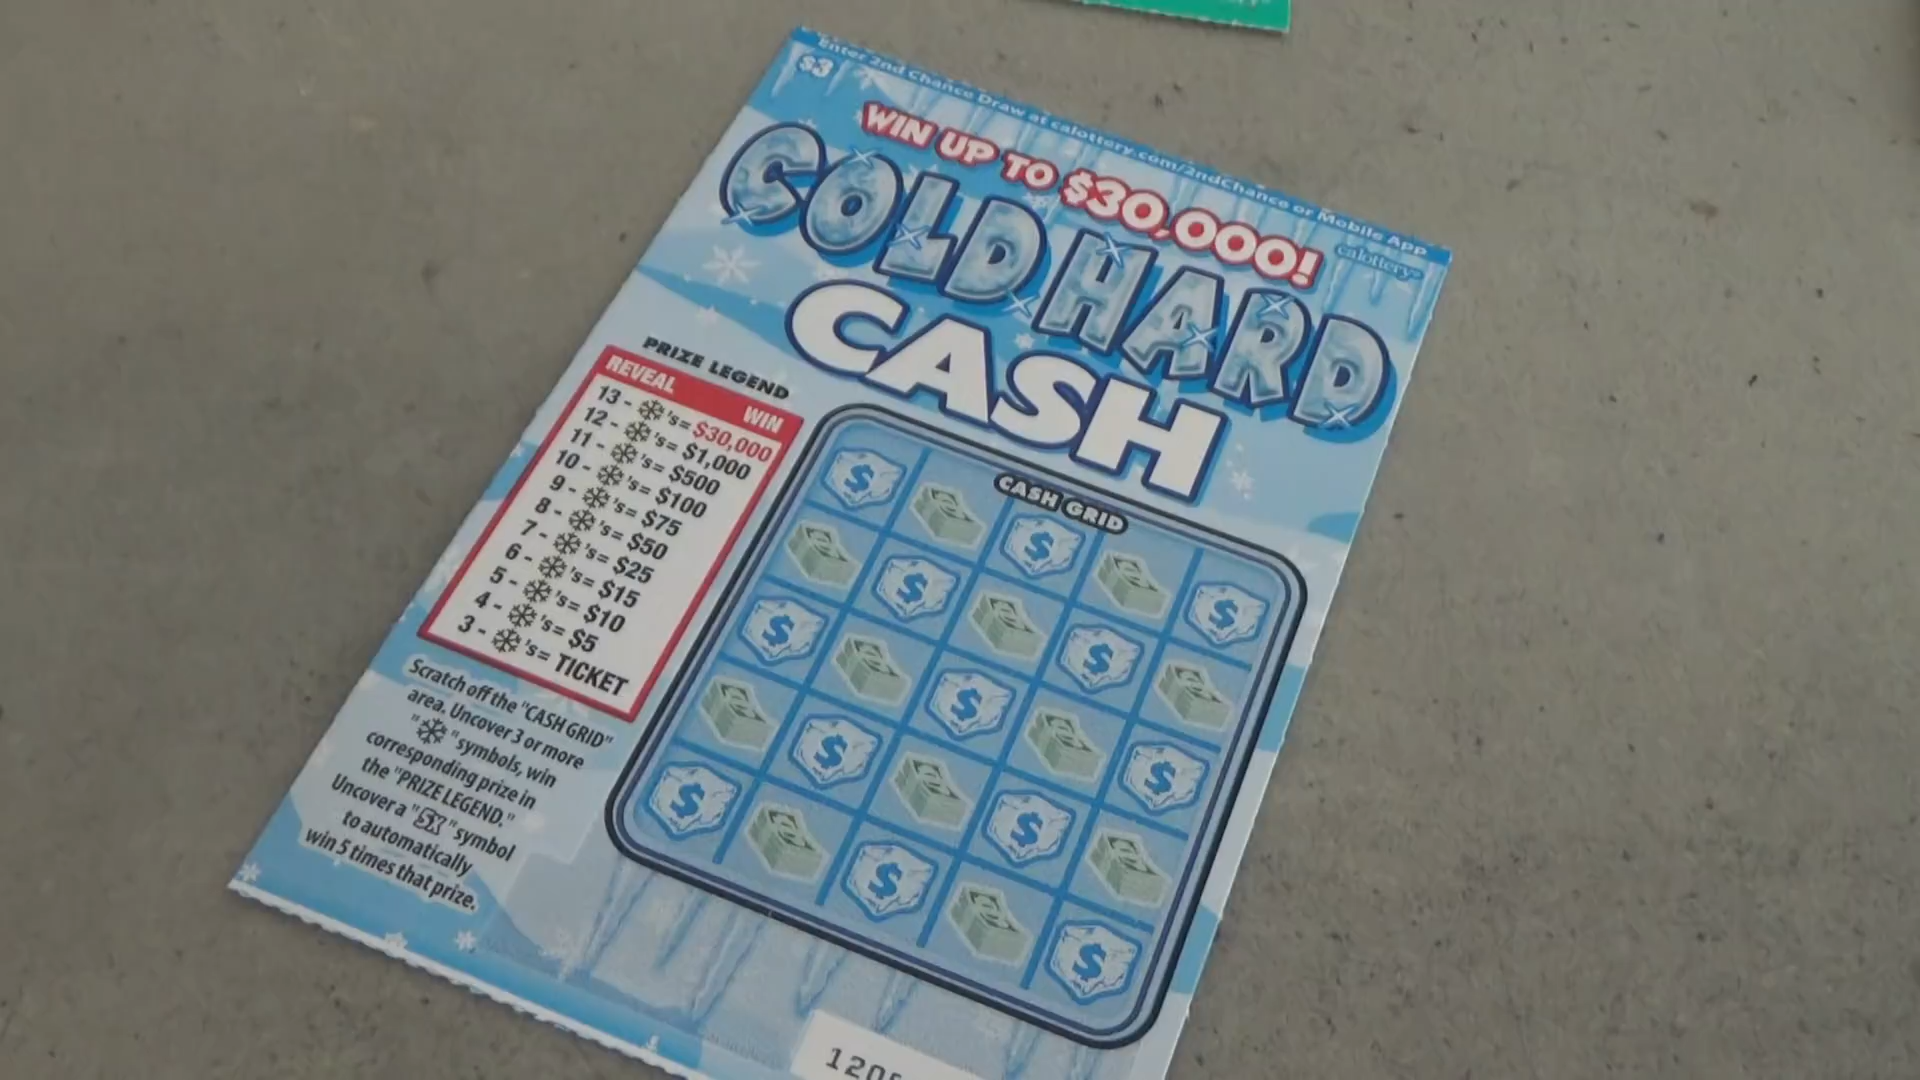 Enter 2nd Chance Draw at calottery.com/2ndChance or Mobile App
$3
WIN UP TO $30,000!
calottery
COLD HARD
CASH
PRIZE LEGEND
REVEAL WIN
13 - 's= $30,000
12 - 's= $1,000
11 - 's= $500
10 - 's= $100
9 - 's= $75
8 - 's= $50
7 - 's= $25
6 - 's= $15
5 - 's= $10
4 - 's= $5
3 - 's= TICKET
Scratch off the "CASH GRID"
area. Uncover 3 or more
" " symbols, win
corresponding prize in
the "PRIZE LEGEND."
Uncover a "5X" symbol
to automatically
win 5 times that prize.
CASH GRID
$ $ $
$ $
$ $ $
$ $
$ $ $